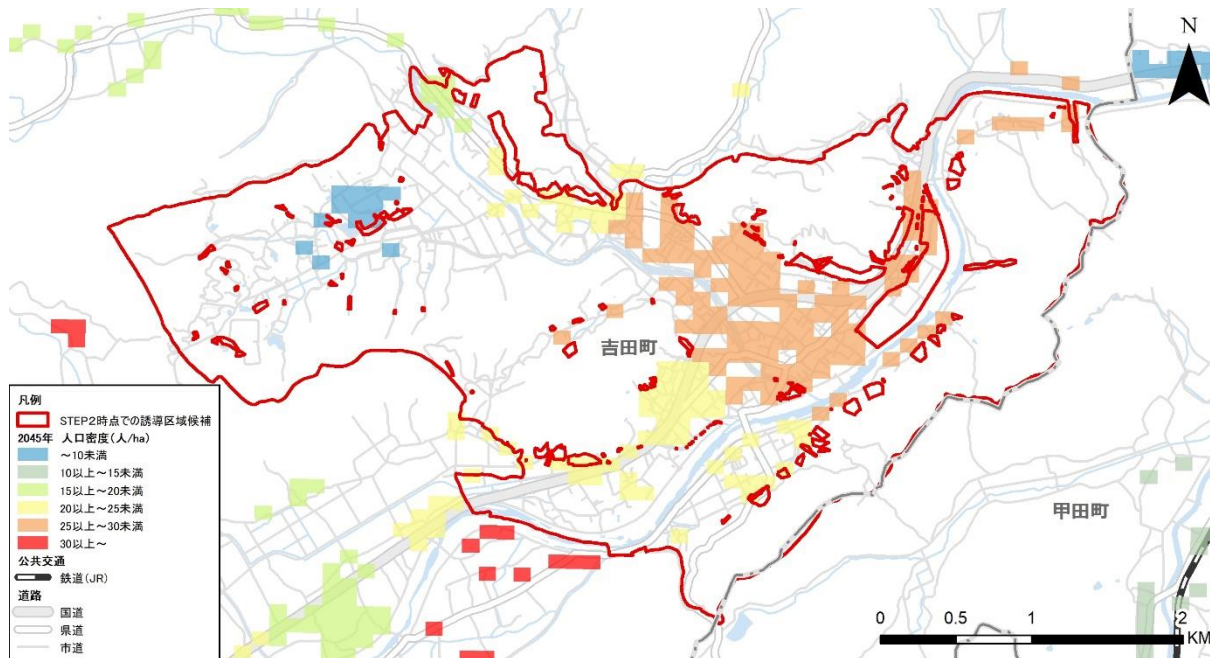 N
吉田町
甲田町
凡例
STEP2時点での誘導区域候補
2045年 人口密度(人/ha)
～10未満
10以上～15未満
15以上～20未満
20以上～25未満
25以上～30未満
30以上～
公共交通
鉄道(JR)
道路
国道
県道
市道
0 0.5 1 2
KM